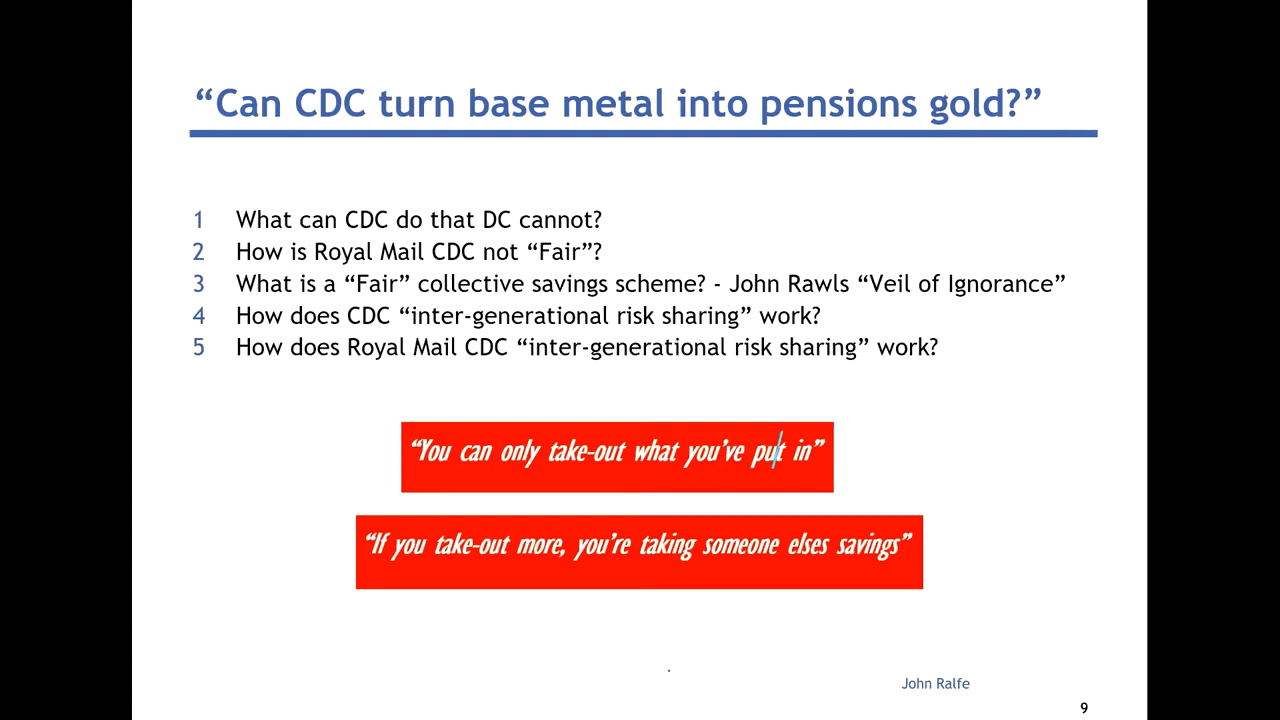 “Can CDC turn base metal into pensions gold?”
1 What can CDC do that DC cannot?
2 How is Royal Mail CDC not “Fair”?
3 What is a “Fair” collective savings scheme? - John Rawls “Veil of Ignorance”
4 How does CDC “inter-generational risk sharing” work?
5 How does Royal Mail CDC “inter-generational risk sharing” work?
“You can only take-out what you’ve put in”
“If you take-out more, you’re taking someone elses savings”
John Ralfe
9